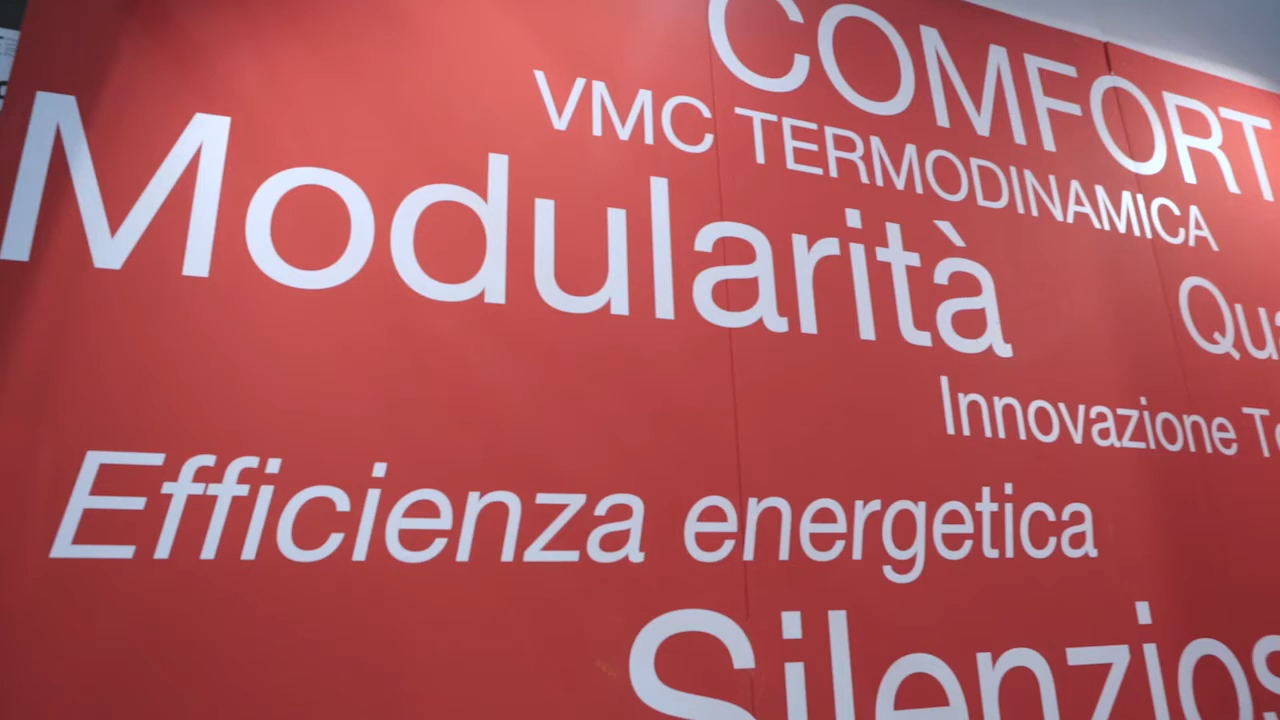 COMFORT
VMC TERMODINAMICA
Modularità
Innovazione
Efficienza energetica